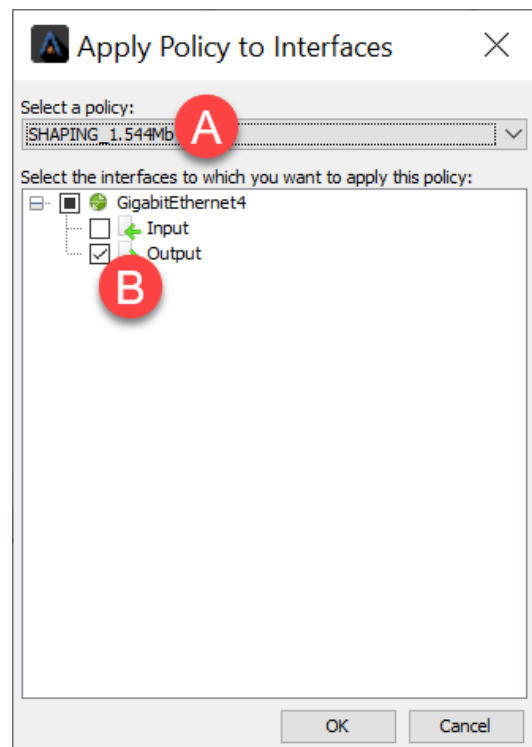 Apply Policy to Interfaces
Select a policy:
SHAPING_1.544Mb
A
Select the interfaces to which you want to apply this policy:
GigabitEthernet4
Input
Output
B
OK
Cancel